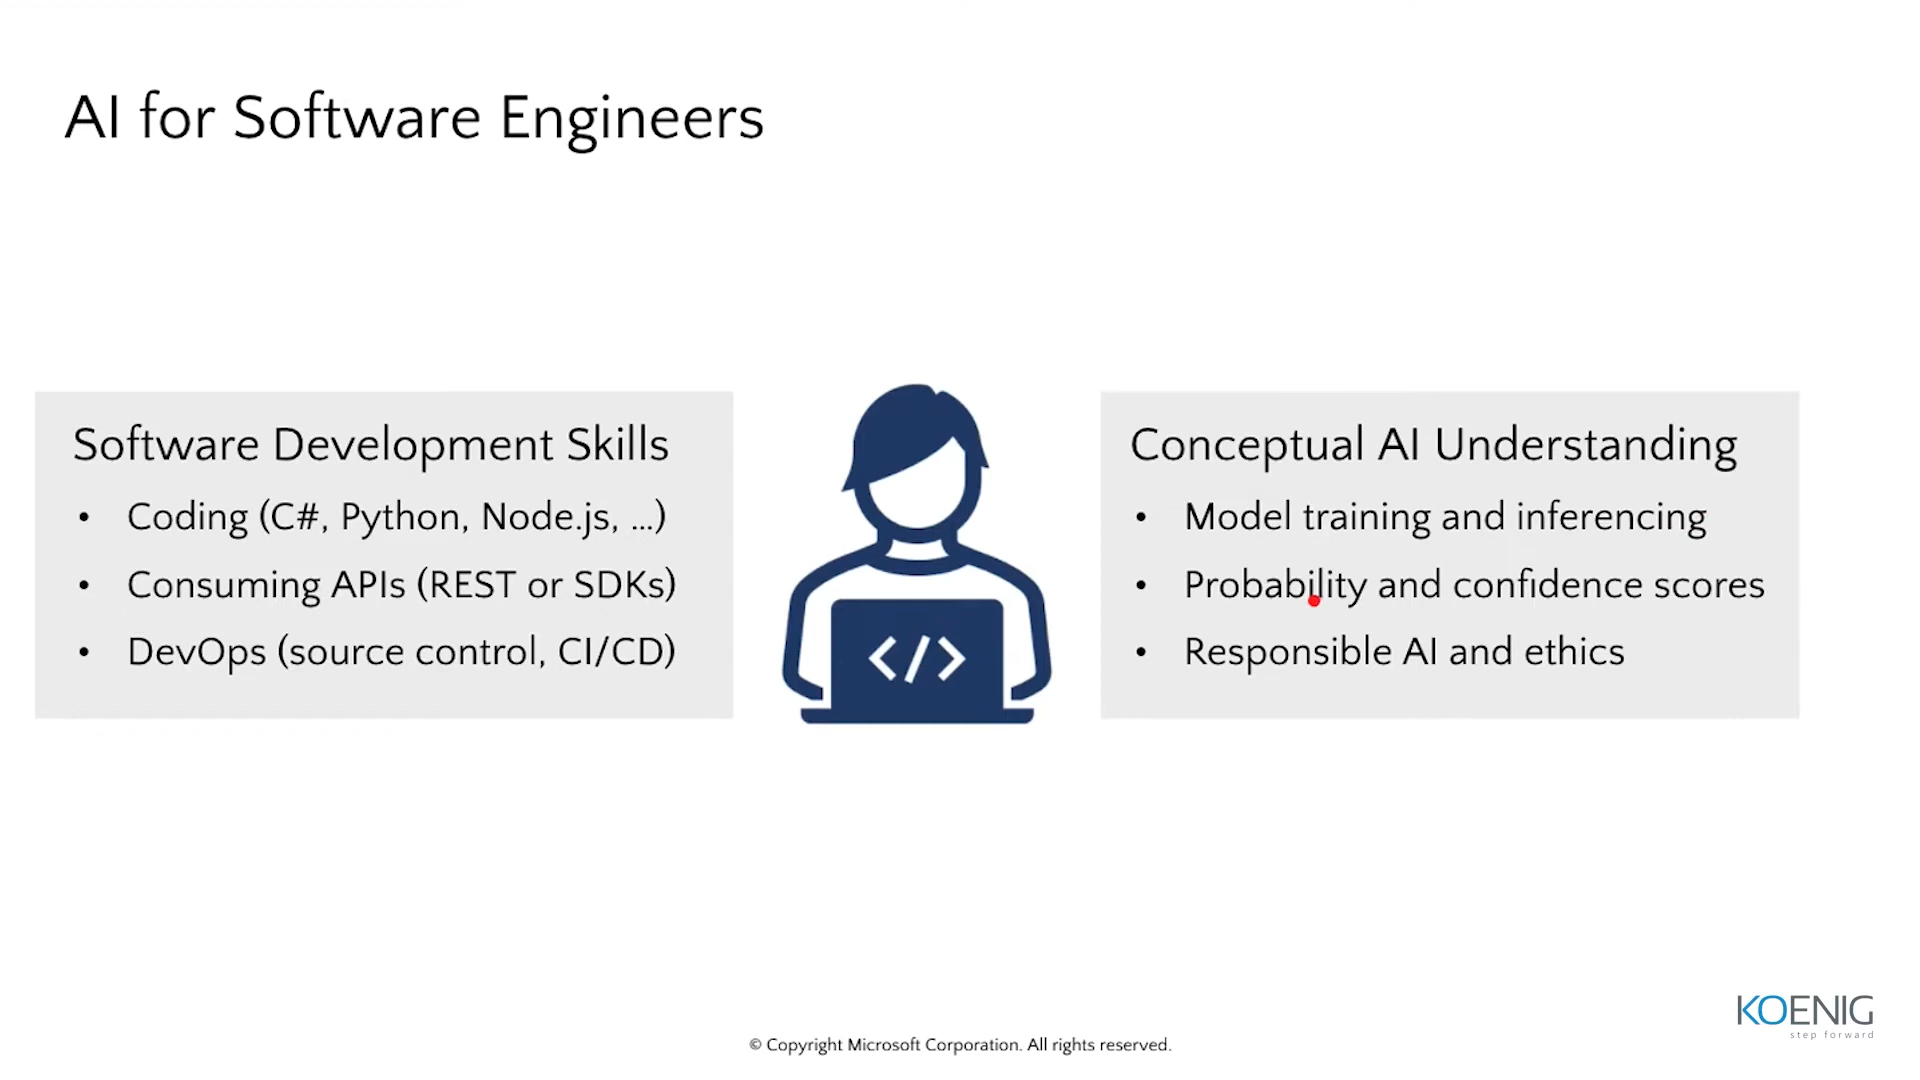 AI for Software Engineers
Software Development Skills
• Coding (C#, Python, Node.js, ...)
• Consuming APIs (REST or SDKs)
• DevOps (source control, CI/CD)
</>
Conceptual AI Understanding
• Model training and inferencing
• Probability and confidence scores
• Responsible AI and ethics
KOENIG
step forward
© Copyright Microsoft Corporation. All rights reserved.